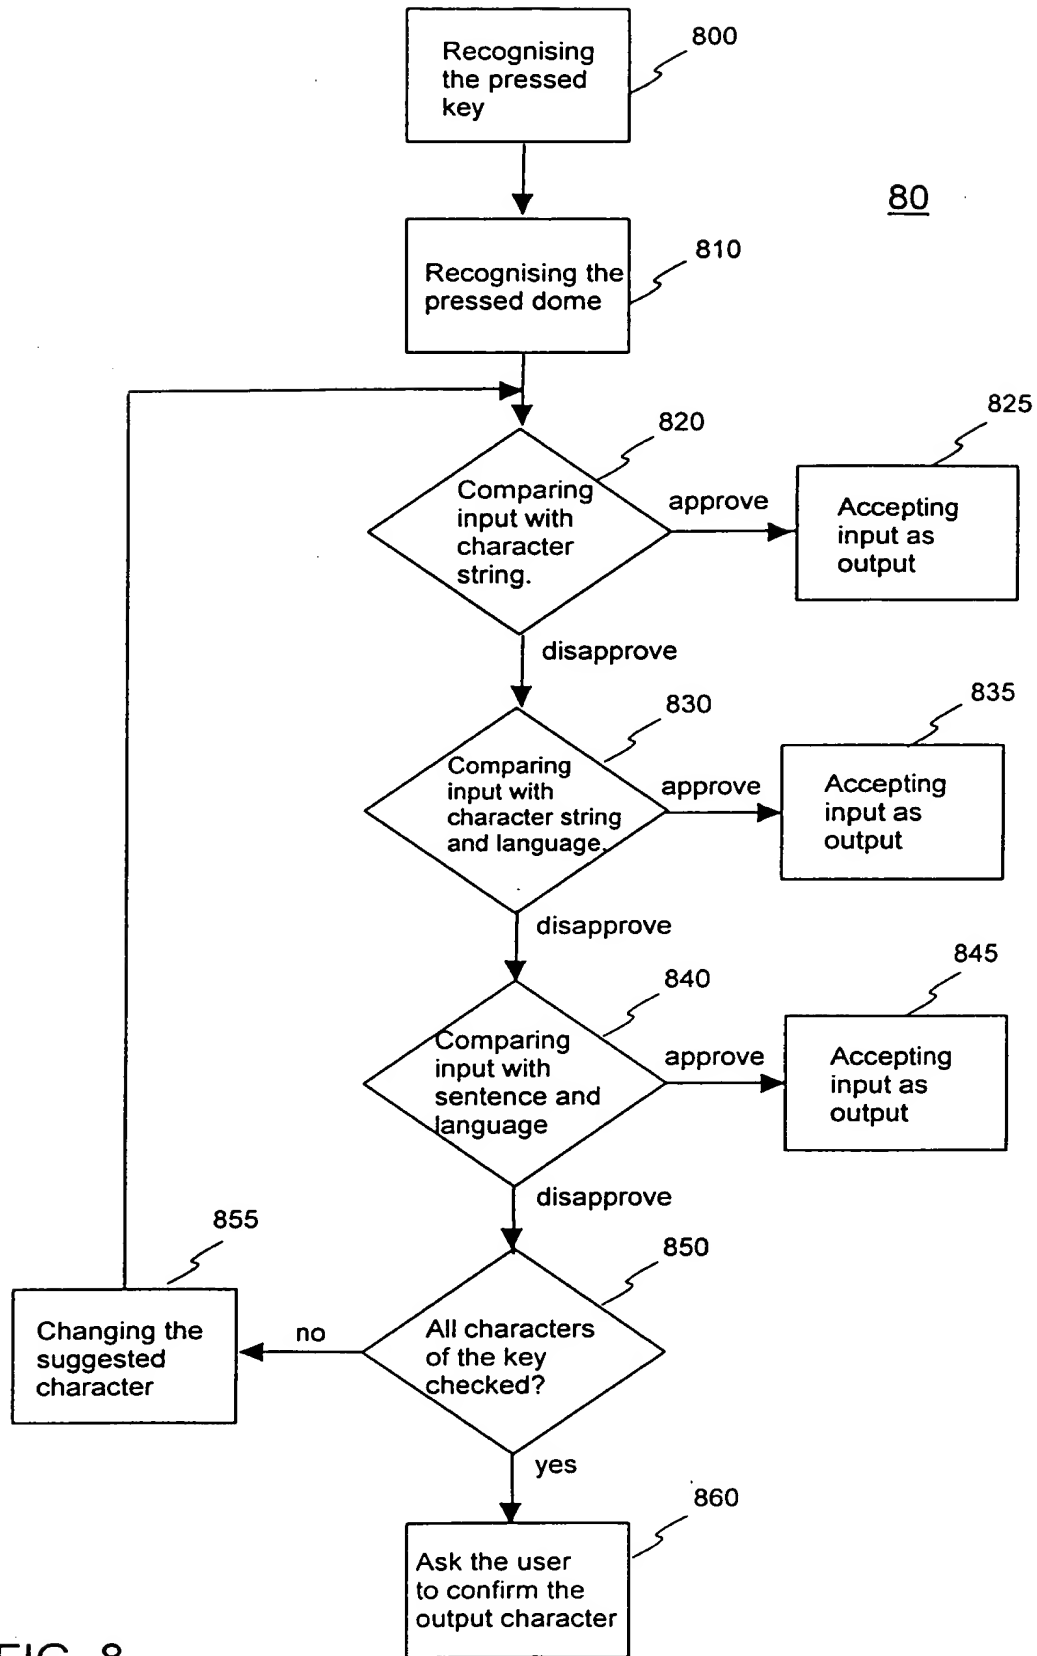 Recognising
the pressed
key
800
80
Recognising the
pressed dome
810
Comparing
input with
character
string.
820
approve
Accepting
input as
output
825
disapprove
Comparing
input with
character string
and language.
830
approve
Accepting
input as
output
835
disapprove
Comparing
input with
sentence and
language
840
approve
Accepting
input as
output
845
disapprove
All characters
of the key
checked?
850
no
Changing the
suggested
character
855
yes
Ask the user
to confirm the
output character
860
FIG. 8